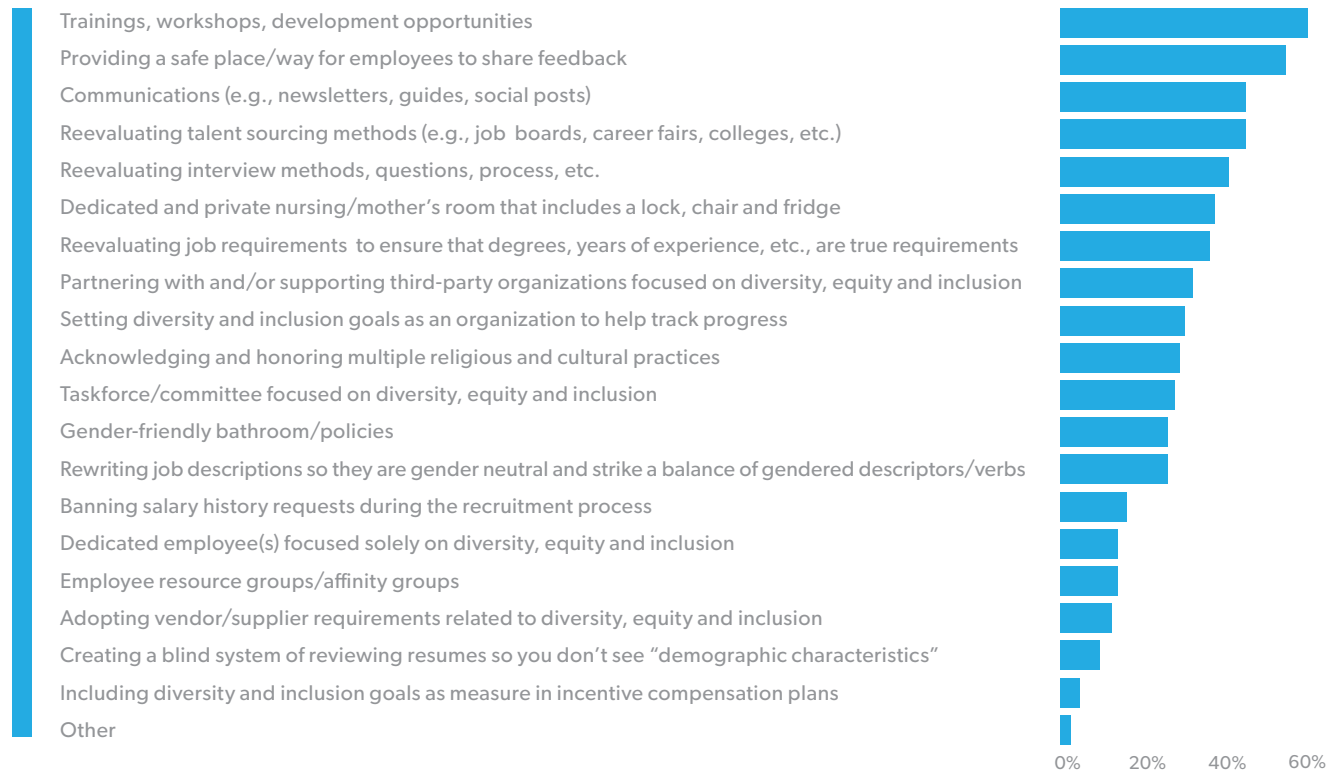 Trainings, workshops, development opportunities
Providing a safe place/way for employees to share feedback
Communications (e.g., newsletters, guides, social posts)
Reevaluating talent sourcing methods (e.g., job  boards, career fairs, colleges, etc.)
Reevaluating interview methods, questions, process, etc.
Dedicated and private nursing/mother’s room that includes a lock, chair and fridge
Reevaluating job requirements  to ensure that degrees, years of experience, etc., are true requirements
Partnering with and/or supporting third-party organizations focused on diversity, equity and inclusion
Setting diversity and inclusion goals as an organization to help track progress
Acknowledging and honoring multiple religious and cultural practices
Taskforce/committee focused on diversity, equity and inclusion
Gender-friendly bathroom/policies
Rewriting job descriptions so they are gender neutral and strike a balance of gendered descriptors/verbs
Banning salary history requests during the recruitment process
Dedicated employee(s) focused solely on diversity, equity and inclusion
Employee resource groups/affinity groups
Adopting vendor/supplier requirements related to diversity, equity and inclusion
Creating a blind system of reviewing resumes so you don’t see “demographic characteristics”
Including diversity and inclusion goals as measure in incentive compensation plans
Other
0% 20% 40% 60%